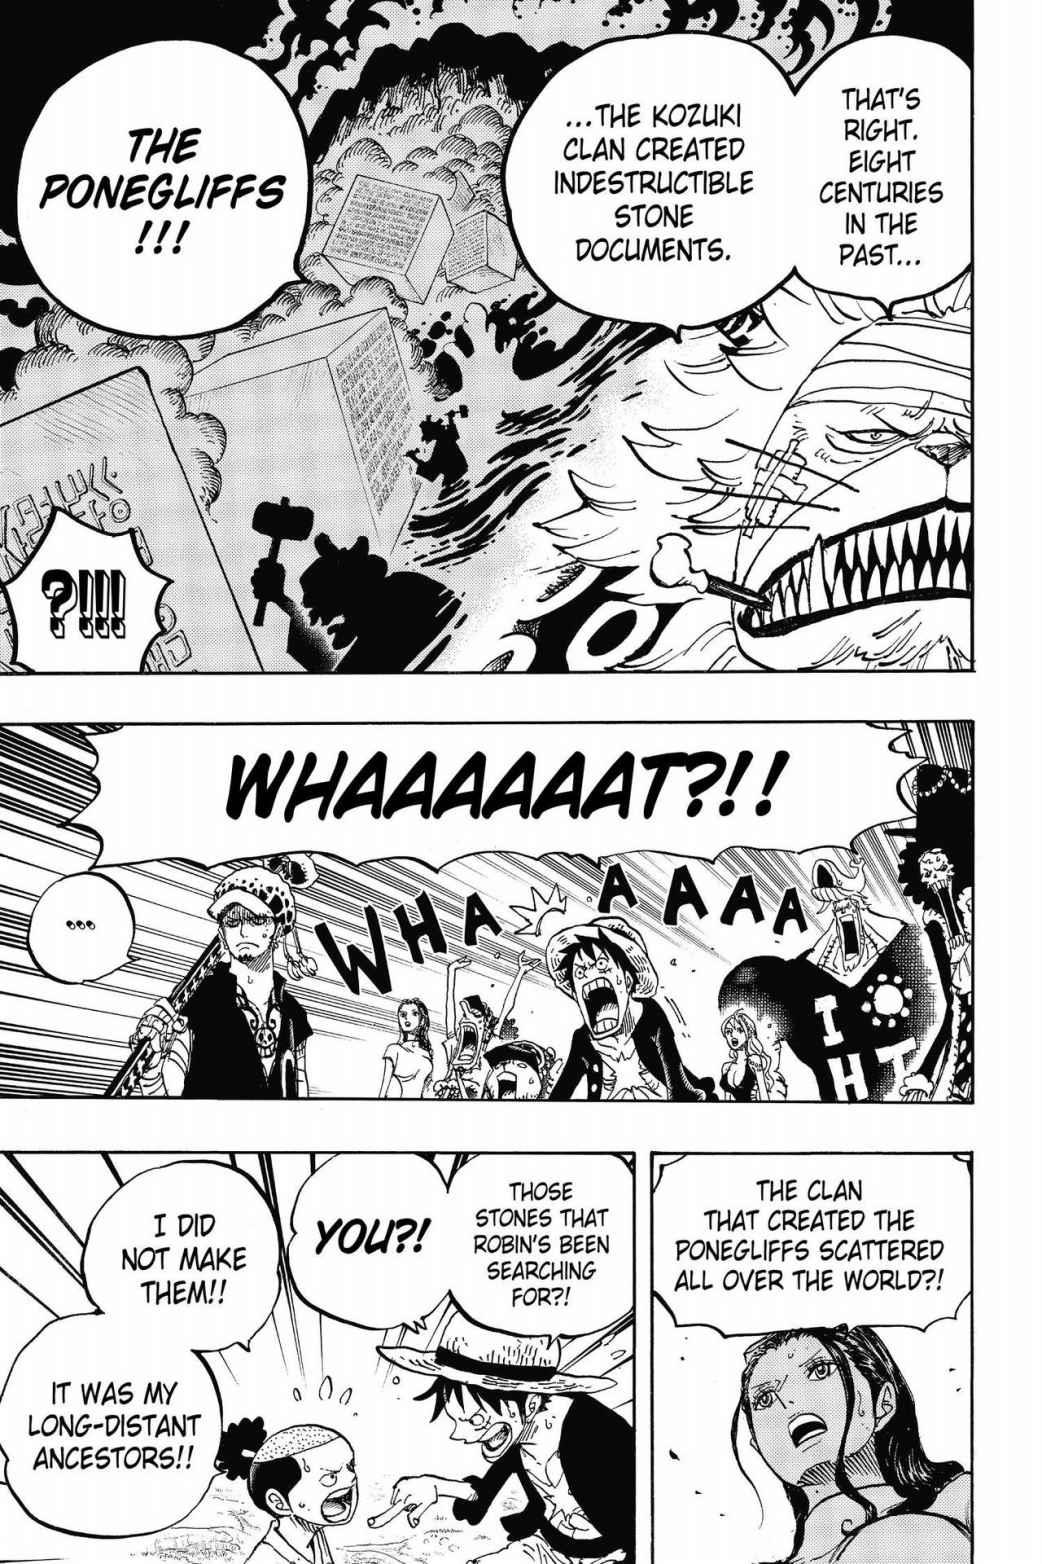 THAT'S
RIGHT.
EIGHT
CENTURIES
IN THE
PAST...
...THE KOZUKI
CLAN CREATED
INDESTRUCTIBLE
STONE
DOCUMENTS.
THE
PONEGLIFFS
!!!
?!!!
WHAAAAAAT?!!
WHA AAAAA
...
I
H T
THE CLAN
THAT CREATED THE
PONEGLIFFS SCATTERED
ALL OVER THE WORLD?!
THOSE
STONES THAT
ROBIN'S BEEN
SEARCHING
FOR?!
YOU?!
I DID
NOT MAKE
THEM!!
IT WAS MY
LONG-DISTANT
ANCESTORS!!